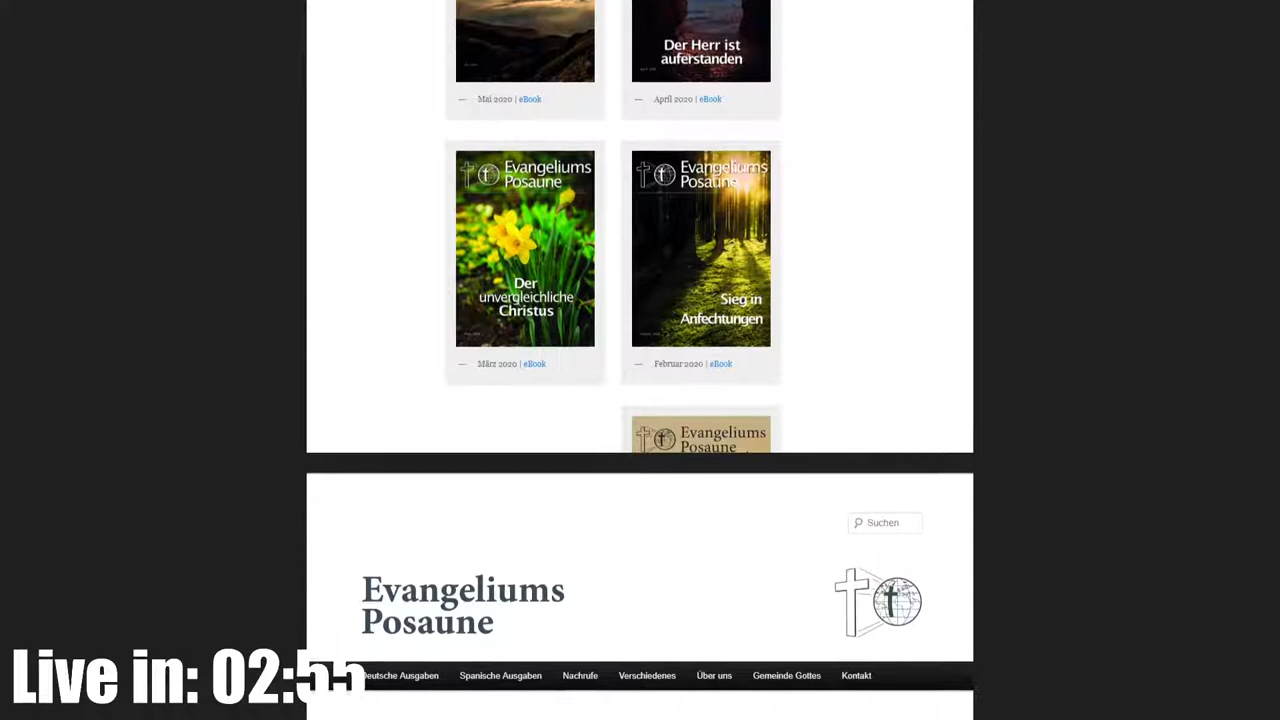 Der Herr ist
auferstanden
Mai 2020 | eBook
April 2020 | eBook
Evangeliums
Posaune
Der
unvergleichliche
Christus
Evangeliums
Posaune
Sieg in
Anfechtungen
März 2020 | eBook
Februar 2020 | eBook
Evangeliums
Posaune
Suchen
Evangeliums
Posaune
Deutsche Ausgaben Spanische Ausgaben Nachrufe Verschiedenes Über uns Gemeinde Gottes Kontakt
Live in: 02:55